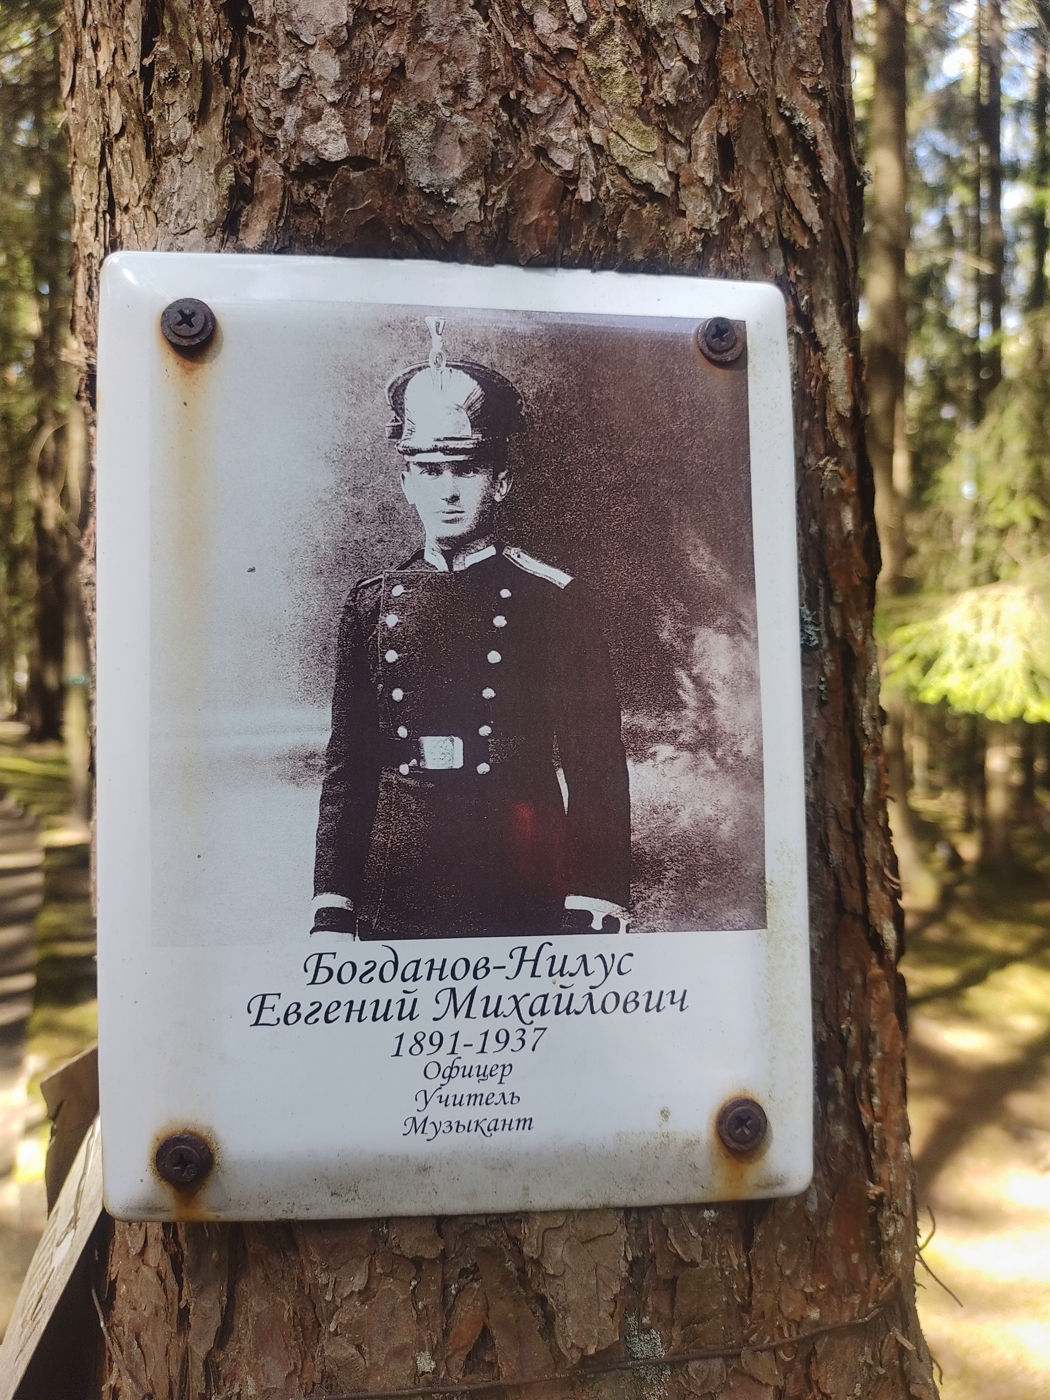 Богданов-Нилус
Евгений Михайлович
1891-1937
Офицер
Учитель
Музыкант